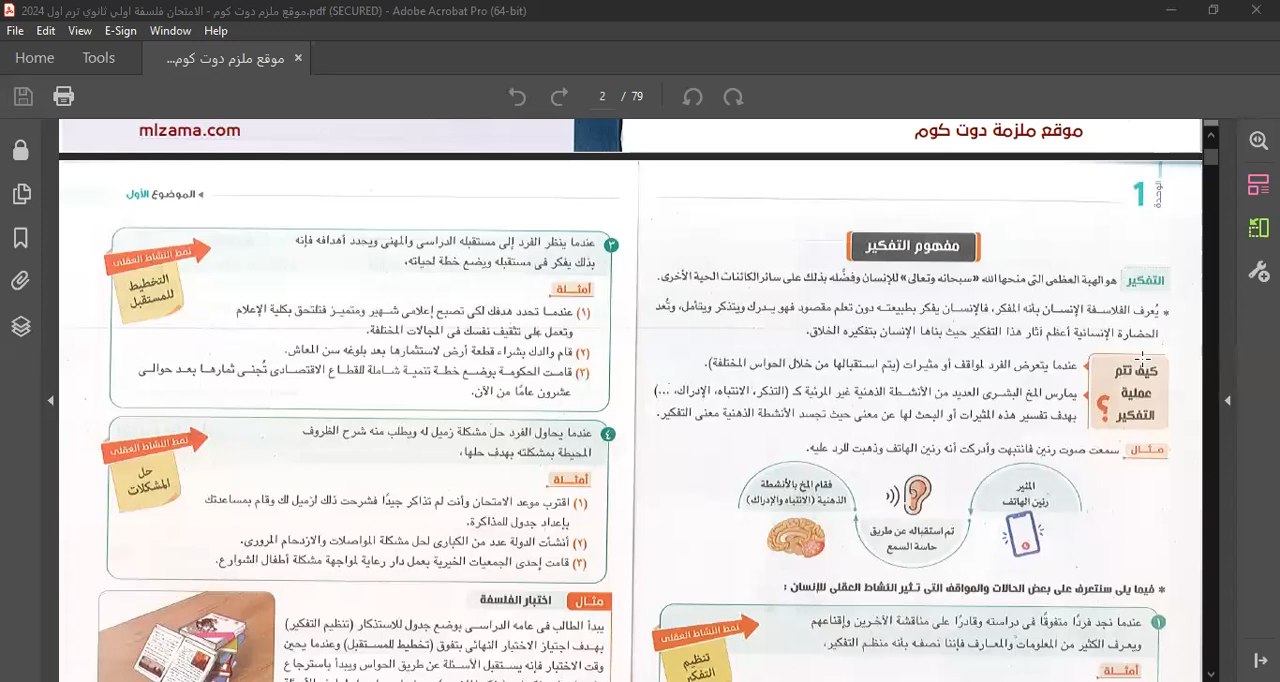 موقع ملزم دوت كوم - الامتحان فلسفة اولي ثانوي ترم اول 2024.pdf (SECURED) - Adobe Acrobat Pro (64-bit)
File Edit View E-Sign Window Help
Home Tools موقع ملزم دوت كوم... ×
2 / 79
موقع ملزمة دوت كوم
mlzama.com
1 الوحدة
مفهوم التفكير
التفكير هو الهبة العظمى التى منحها الله «سبحانه وتعالى» للإنسان وفضَّله بذلك على سائر الكائنات الحية الأخرى.
* يُعرف الفلاسفة الإنسان بأنه المفكر، فالإنسان يفكر بطبيعته دون تعلم مقصود فهو يدرك ويتذكر ويتأمل، وتُعد
الحضارة الإنسانية أعظم آثار هذا التفكير حيث بناها الإنسان بتفكيره الخلاق.
كيف تتم
عملية
التفكير ؟
عندما يتعرض الفرد لمواقف أو مثيرات (يتم استقبالها من خلال الحواس المختلفة).
يمارس المخ البشرى العديد من الأنشطة الذهنية غير المرئية كـ (التذكر، الانتباه، الإدراك، ...)
بهدف تفسير هذه المثيرات أو البحث لها عن معنى حيث تجسد الأنشطة الذهنية معنى التفكير.
مثـال سمعت صوت رنين فانتبهت وأدركت أنه رنين الهاتف وذهبت للرد عليه.
المثير
رنين الهاتف
تم استقباله عن طريق
حاسة السمع
فقام المخ بالأنشطة
الذهنية (الانتباه والإدراك)
* فيما يلى سنتعرف على بعض الحالات والمواقف التى تـثير النشاط العقلى للإنسان :
١ عندما نجد فردًا متفوقًا فى دراسته وقادرًا على مناقشة الآخرين وإقناعهم
ويعرف الكثير من المعلومات والمعارف فإننا نصفه بأنه منظم التفكير،
نمط النشاط العقلى
تنظيم
التفكير
أمثلـة
الموضوع الأول
٣ عندما ينظر الفرد إلى مستقبله الدراسى والمهنى ويحدد أهدافه فإنه
بذلك يفكر فى مستقبله ويضع خطة لحياته،
نمط النشاط العقلى
التخطيط
للمستقبل
أمثلـة
(١) عندما تحدد هدفك لكى تصبح إعلامى شهير ومتميز فتلتحق بكلية الإعلام
وتعمل على تثقيف نفسك فى المجالات المختلفة.
(٢) قام والدك بشراء قطعة أرض لاستثمارها بعد بلوغه سن المعاش.
(٣) قامت الحكومة بوضع خطة تنمية شاملة للقطاع الاقتصادى تُجنى ثمارها بعد حوالى
عشرون عامًا من الآن.
٤ عندما يحاول الفرد حل مشكلة زميل له ويطلب منه شرح الظروف
المحيطة بمشكلته بهدف حلها،
نمط النشاط العقلى
حل
المشكلات
أمثلـة
(١) اقترب موعد الامتحان وأنت لم تذاكر جيدًا فشرحت ذلك لزميل لك وقام بمساعدتك
بإعداد جدول للمذاكرة.
(٢) أنشأت الدولة عدد من الكبارى لحل مشكلة المواصلات والازدحام المرورى.
(٣) قامت إحدى الجمعيات الخيرية بعمل دار رعاية لمواجهة مشكلة أطفال الشوارع.
مثـال اختبار الفلسفة
يبدأ الطالب فى عامه الدراسى بوضع جدول للاستذكار (تنظيم التفكير)
بهدف اجتياز الاختبار النهائى بتفوق (تخطيط للمستقبل) وعندما يحين
وقت الاختبار فإنه يستقبل الأسئلة عن طريق الحواس ويبدأ باسترجاع